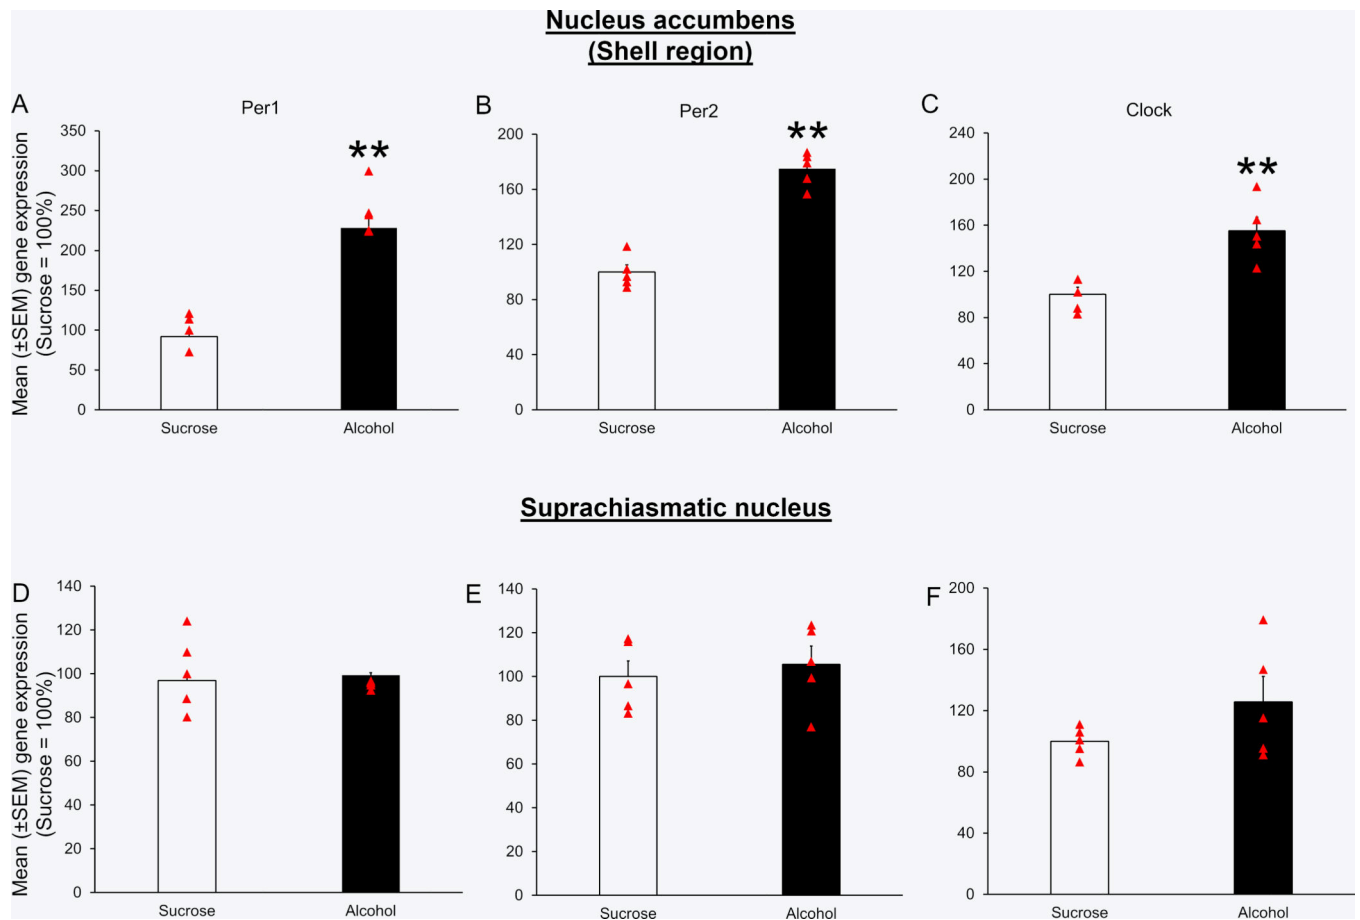 Nucleus accumbens
(Shell region)
A
Per1
B
Per2
C
Clock
Mean (±SEM) gene expression
(Sucrose = 100%)
350
300
250
200
150
100
50
0
**
Sucrose
Alcohol
200
160
120
80
40
0
**
Sucrose
Alcohol
240
200
160
120
80
40
0
**
Sucrose
Alcohol
Suprachiasmatic nucleus
D
Mean (±SEM) gene expression
(Sucrose = 100%)
140
120
100
80
60
40
20
0
Sucrose
Alcohol
E
140
120
100
80
60
40
20
0
Sucrose
Alcohol
F
200
160
120
80
40
0
Sucrose
Alcohol